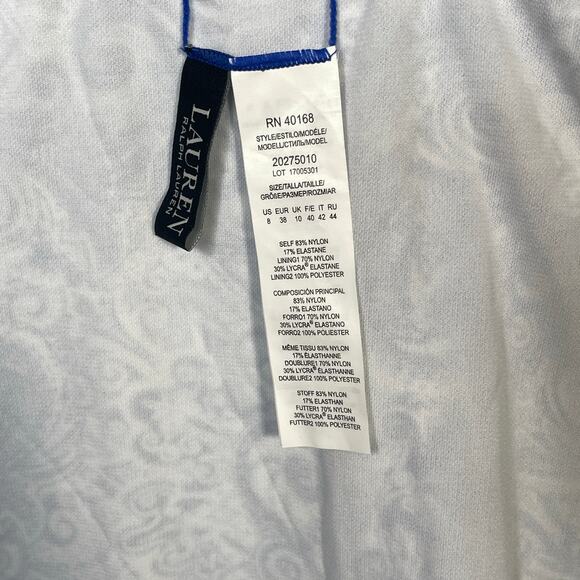 LAUREN
RALPH LAUREN
RN 40168
STYLE/ESTILO/MODÈLE/
MODELL/СТИЛЬ/MODEL
20275010
LOT 17005301
SIZE/TALLA/TAILLE/
GRÖßE/РАЗМЕР/ROZMIAR
US EUR UK F/E IT RU
8 38 10 40 42 44
SELF 83% NYLON
17% ELASTANE
LINING1 70% NYLON
30% LYCRA® ELASTANE
LINING2 100% POLYESTER
COMPOSICIÓN PRINCIPAL
83% NYLON
17% ELASTANO
FORRO1 70% NYLON
30% LYCRA® ELASTANO
FORRO2 100% POLIESTER
MÊME TISSU 83% NYLON
17% ÉLASTHANNE
DOUBLURE1 70% NYLON
30% LYCRA® ÉLASTHANNE
DOUBLURE2 100% POLYESTER
STOFF 83% NYLON
17% ELASTHAN
FUTTER1 70% NYLON
30% LYCRA® ELASTHAN
FUTTER2 100% POLYESTER